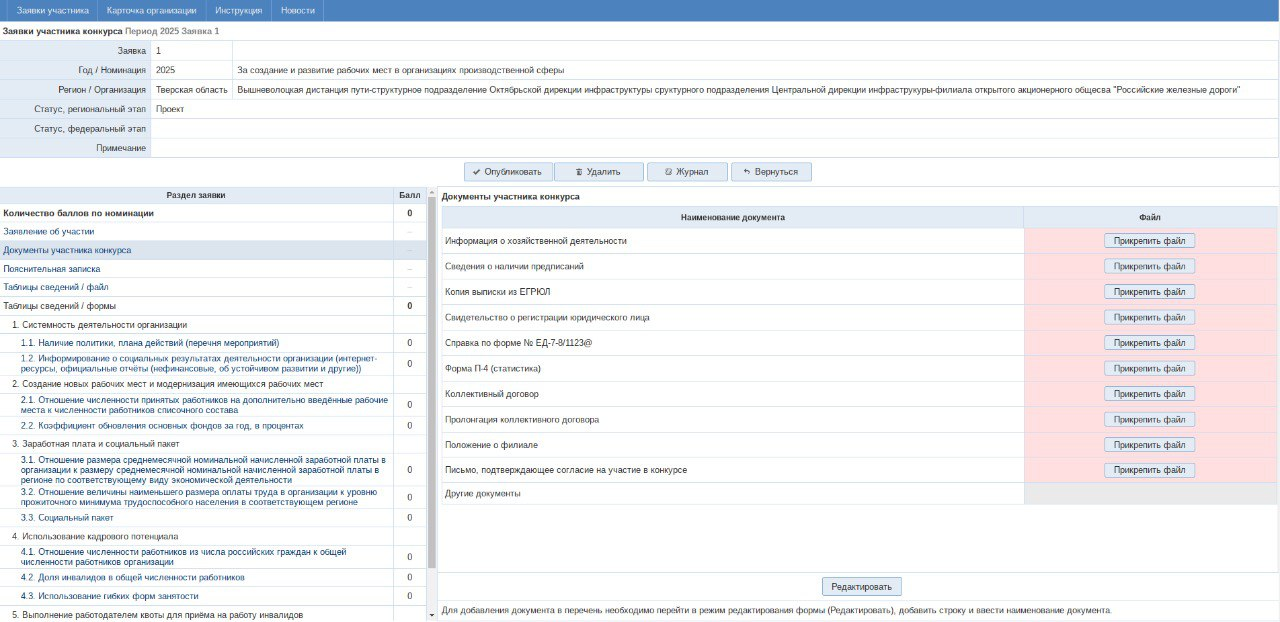 Заявки участника Карточка организации Инструкция Новости
Заявки участника конкурса Период 2025 Заявка 1
Заявка 1
Год / Номинация 2025 За создание и развитие рабочих мест в организациях производственной сферы
Регион / Организация Тверская область Вышневолоцкая дистанция пути-структурное подразделение Октябрьской дирекции инфраструктуры сруктурного подразделения Центральной дирекции инфраструкуры-филиала открытого акционерного общесва "Российские железные дороги"
Статус, региональный этап Проект
Статус, федеральный этап
Примечание
Опубликовать Удалить Журнал Вернуться
Раздел заявки Балл
Количество баллов по номинации 0
Заявление об участии –
Документы участника конкурса –
Пояснительная записка –
Таблицы сведений / файл –
Таблицы сведений / формы 0
1. Системность деятельности организации
1.1. Наличие политики, плана действий (перечня мероприятий) 0
1.2. Информирование о социальных результатах деятельности организации (интернет-
ресурсы, официальные отчёты (нефинансовые, об устойчивом развитии и другие)) 0
2. Создание новых рабочих мест и модернизация имеющихся рабочих мест
2.1. Отношение численности принятых работников на дополнительно введённые рабочие
места к численности работников списочного состава 0
2.2. Коэффициент обновления основных фондов за год, в процентах 0
3. Заработная плата и социальный пакет
3.1. Отношение размера среднемесячной номинальной начисленной заработной платы в
организации к размеру среднемесячной номинальной начисленной заработной платы в
регионе по соответствующему виду экономической деятельности 0
3.2. Отношение величины наименьшего размера оплаты труда в организации к уровню
прожиточного минимума трудоспособного населения в соответствующем регионе 0
3.3. Социальный пакет 0
4. Использование кадрового потенциала
4.1. Отношение численности работников из числа российских граждан к общей
численности работников организации 0
4.2. Доля инвалидов в общей численности работников 0
4.3. Использование гибких форм занятости 0
5. Выполнение работодателем квоты для приёма на работу инвалидов
Документы участника конкурса
Наименование документа Файл
Информация о хозяйственной деятельности Прикрепить файл
Сведения о наличии предписаний Прикрепить файл
Копия выписки из ЕГРЮЛ Прикрепить файл
Свидетельство о регистрации юридического лица Прикрепить файл
Справка по форме № ЕД-7-8/1123@ Прикрепить файл
Форма П-4 (статистика) Прикрепить файл
Коллективный договор Прикрепить файл
Пролонгация коллективного договора Прикрепить файл
Положение о филиале Прикрепить файл
Письмо, подтверждающее согласие на участие в конкурсе Прикрепить файл
Другие документы
Редактировать
Для добавления документа в перечень необходимо перейти в режим редактирования формы (Редактировать), добавить строку и ввести наименование документа.